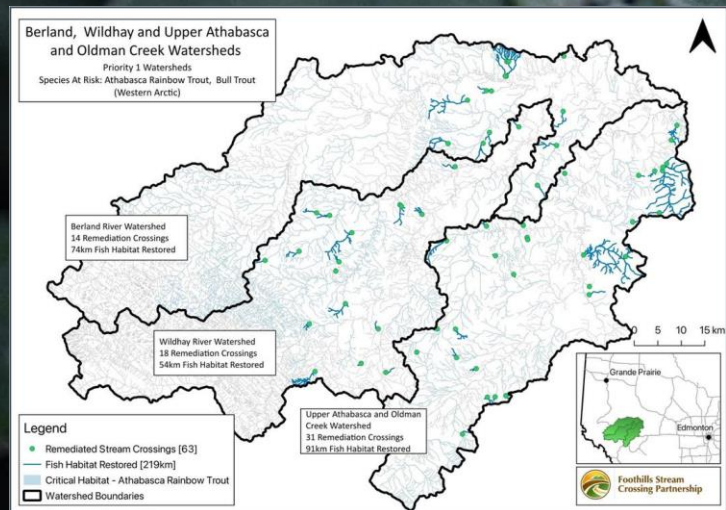 Berland, Wildhay and Upper Athabasca
and Oldman Creek Watersheds
Priority 1 Watersheds
Species At Risk: Athabasca Rainbow Trout, Bull Trout
(Western Arctic)
Berland River Watershed
14 Remediation Crossings
74km Fish Habitat Restored
Wildhay River Watershed
18 Remediation Crossings
54km Fish Habitat Restored
Upper Athabasca and Oldman
Creek Watershed
31 Remediation Crossings
91km Fish Habitat Restored
0 5 10 15 km
Grande Prairie
Edmonton
Legend
Remediated Stream Crossings [63]
Fish Habitat Restored [219km]
Critical Habitat - Athabasca Rainbow Trout
Watershed Boundaries
Foothills Stream
Crossing Partnership